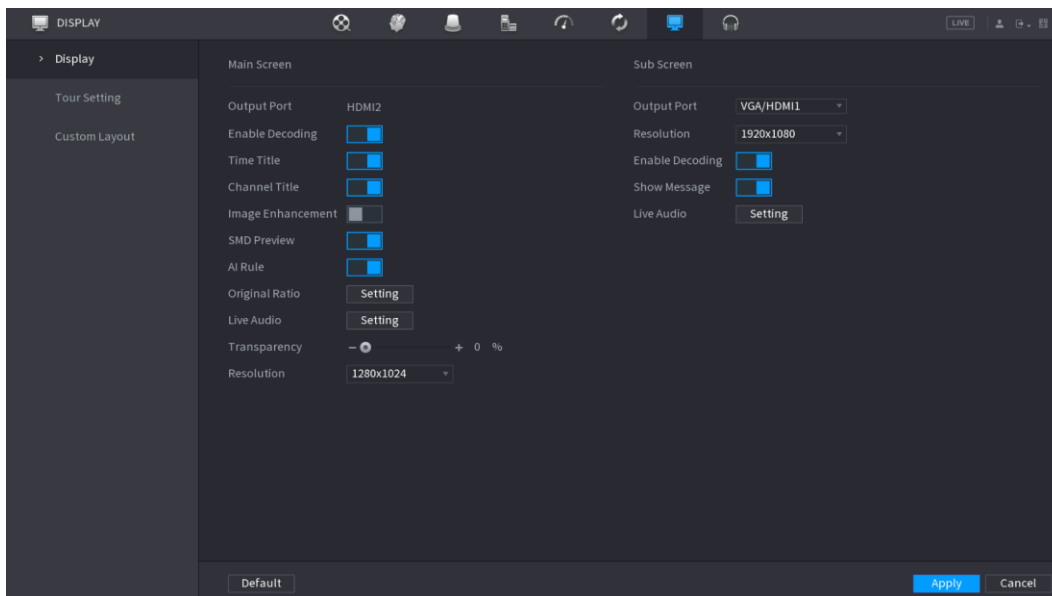 DISPLAY
LIVE
Display
Tour Setting
Custom Layout
Main Screen
Output Port HDMI2
Enable Decoding
Time Title
Channel Title
Image Enhancement
SMD Preview
AI Rule
Original Ratio Setting
Live Audio Setting
Transparency − + 0 %
Resolution 1280x1024
Sub Screen
Output Port VGA/HDMI1
Resolution 1920x1080
Enable Decoding
Show Message
Live Audio Setting
Default
Apply
Cancel